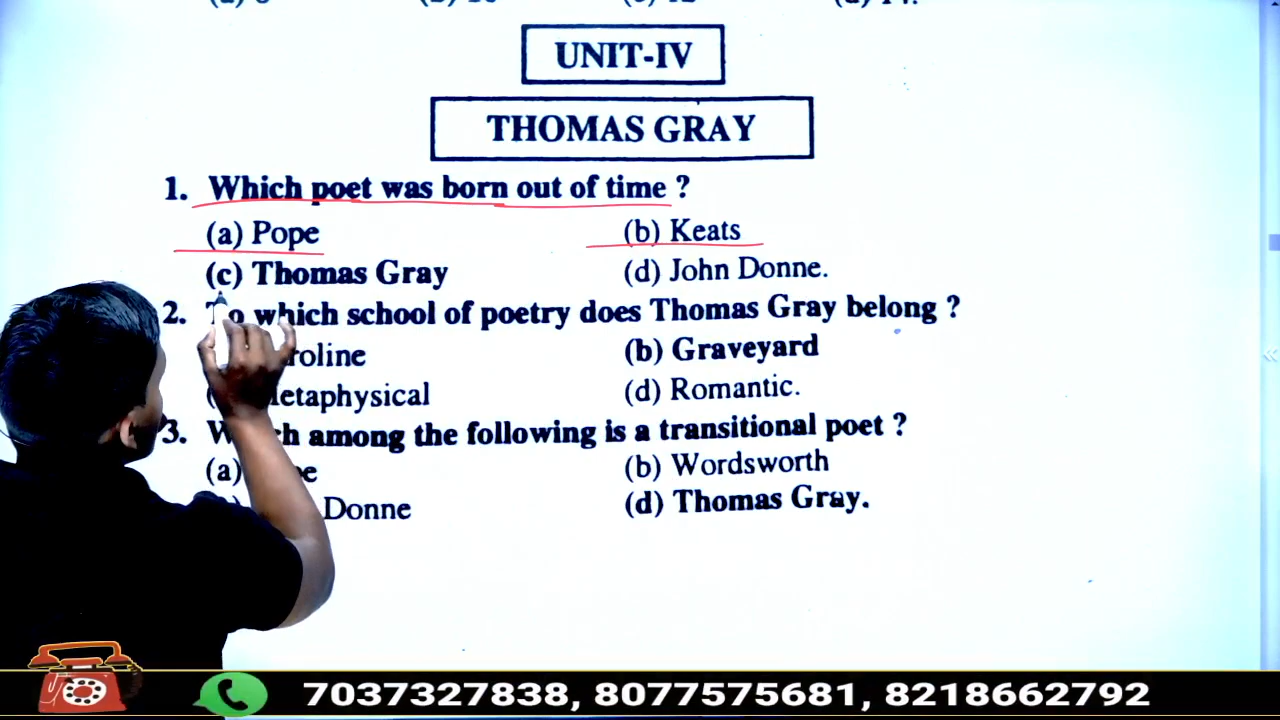 UNIT-IV
THOMAS GRAY
1. Which poet was born out of time ?
(a) Pope (b) Keats
(c) Thomas Gray (d) John Donne.
2. To which school of poetry does Thomas Gray belong ?
(b) Graveyard
(d) Romantic.
3. among the following is a transitional poet ?
(a) (b) Wordsworth
Donne (d) Thomas Gray.
7037327838, 8077575681, 8218662792